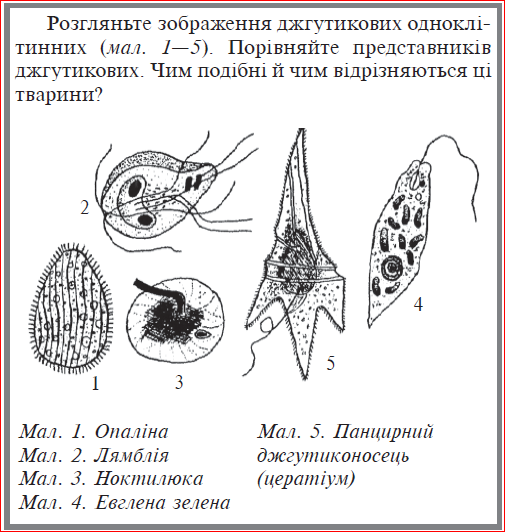 Розгляньте зображення джгутикових одноклі-
тинних (мал. 1—5). Порівняйте представників
джгутикових. Чим подібні й чим відрізняються ці
тварини?
2
1
3
5
4
Мал. 1. Опаліна
Мал. 2. Лямблія
Мал. 3. Ноктилюка
Мал. 4. Евглена зелена
Мал. 5. Панцирний
джгутиконосець
(цератіум)